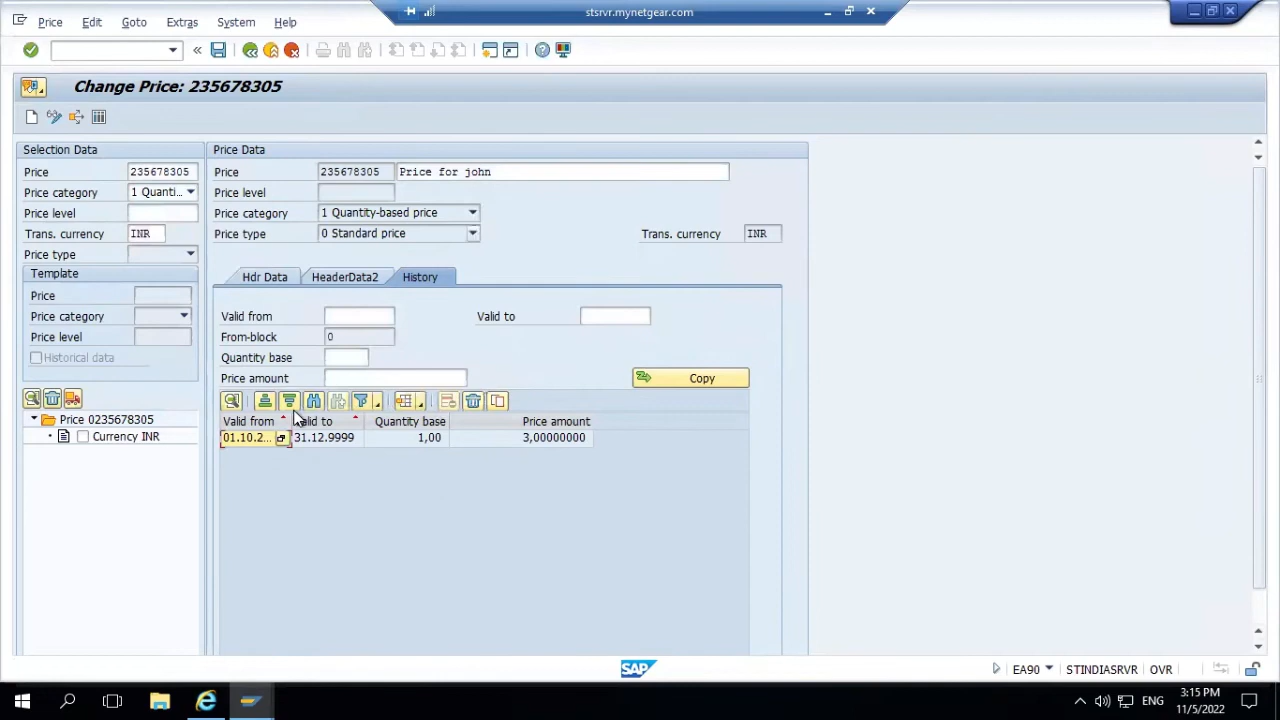 stsrvr.mynetgear.com
Price Edit Goto Extras System Help
Change Price: 235678305
Selection Data
Price 235678305
Price category 1 Quanti...
Price level
Trans. currency INR
Price type
Template
Price
Price category
Price level
Historical data
Price 0235678305
Currency INR
Price Data
Price 235678305 Price for john
Price level
Price category 1 Quantity-based price
Price type 0 Standard price Trans. currency INR
Hdr Data HeaderData2 History
Valid from Valid to
From-block 0
Quantity base
Price amount Copy
Valid from Valid to Quantity base Price amount
01.10.2... 31.12.9999 1,00 3,00000000
SAP EA90 STINDIASRVR OVR
ENG 3:15 PM
11/5/2022